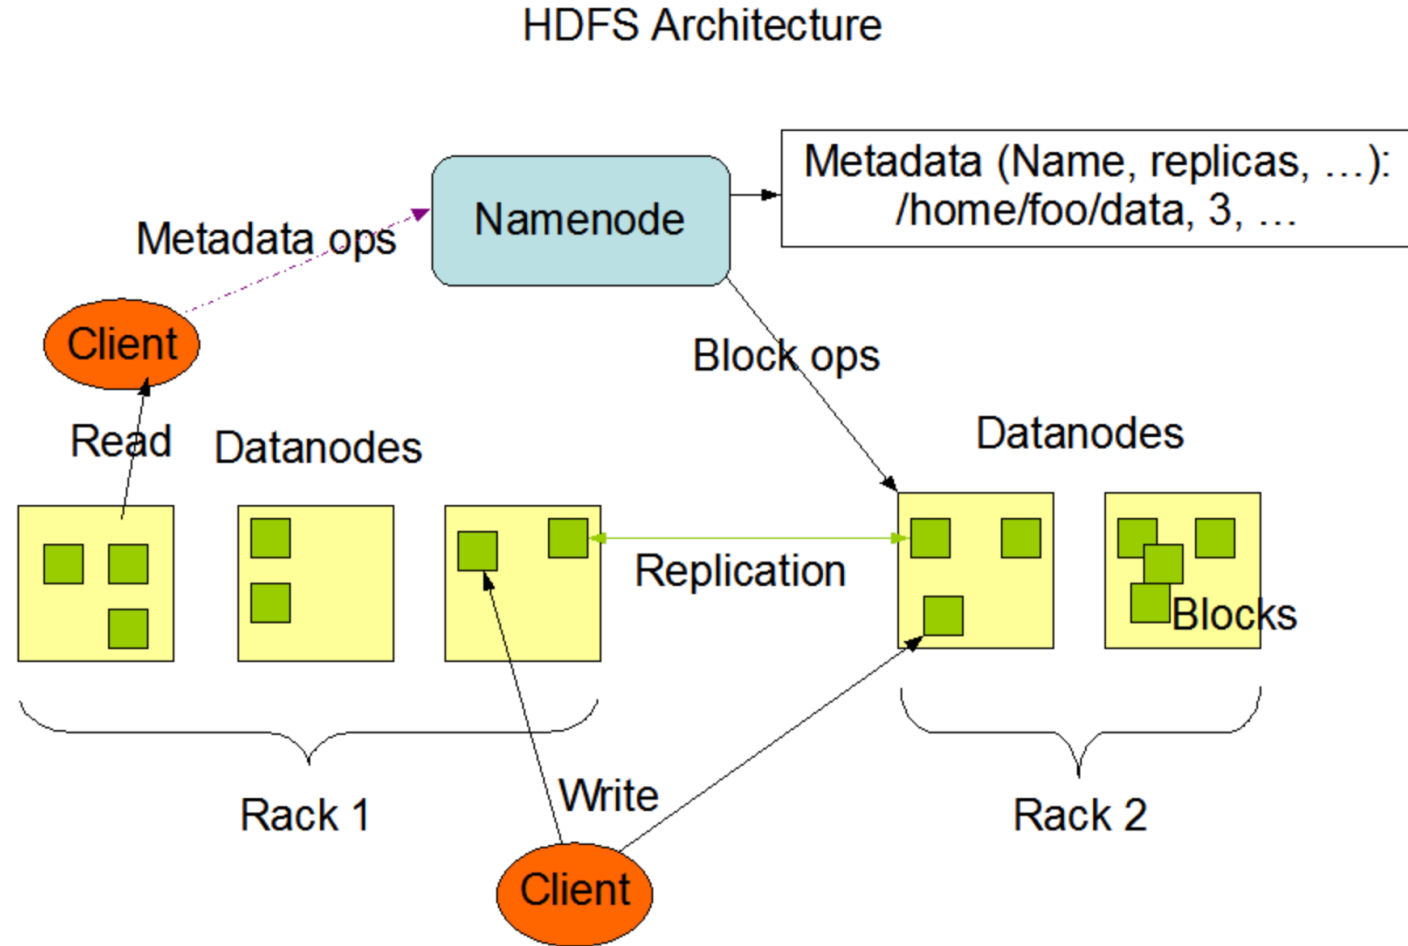 HDFS Architecture
Metadata (Name, replicas, …):
/home/foo/data, 3, …
Namenode
Metadata ops
Client
Block ops
Read
Datanodes
Datanodes
Replication
Blocks
Rack 1
Write
Rack 2
Client